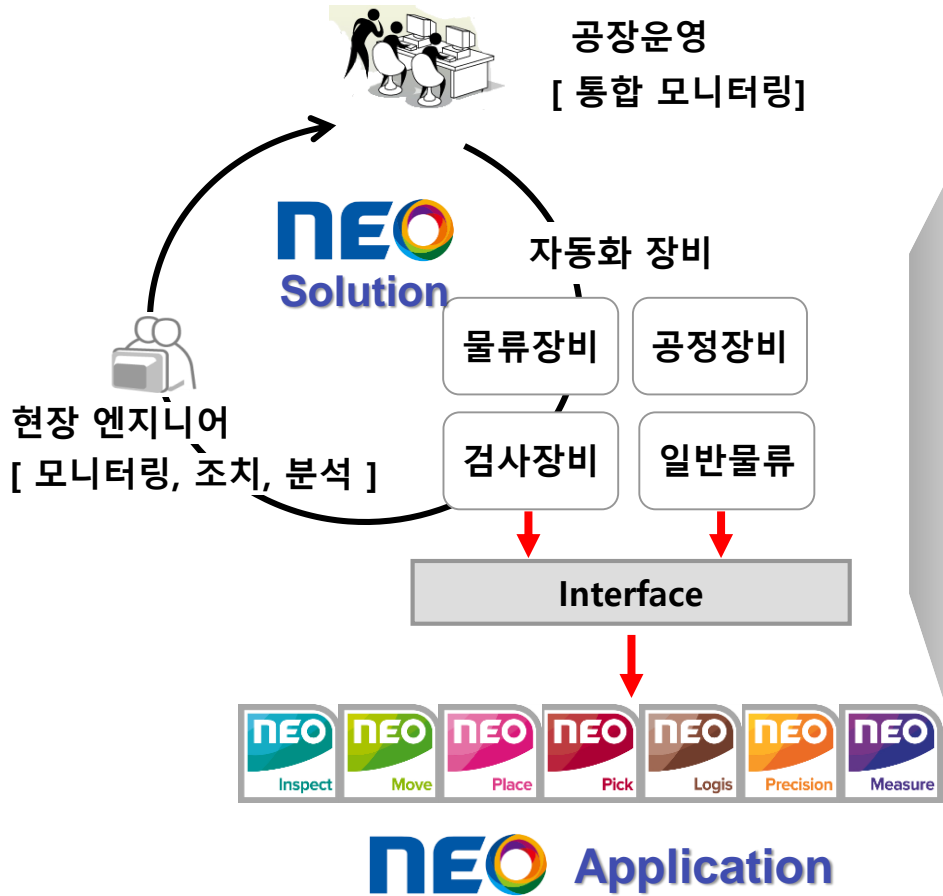 공장운영
[ 통합 모니터링]
NEO
Solution
자동화 장비
물류장비
공정장비
현장 엔지니어
[ 모니터링, 조치, 분석 ]
검사장비
일반물류
Interface
NEO
Inspect
NEO
Move
NEO
Place
NEO
Pick
NEO
Logis
NEO
Precision
NEO
Measure
NEO Application